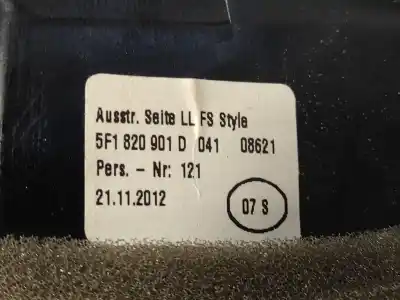 Ausstr. Seite LL FS Style
5F1 820 901 D 041 08621
Pers. - Nr: 121
21.11.2012
07 S